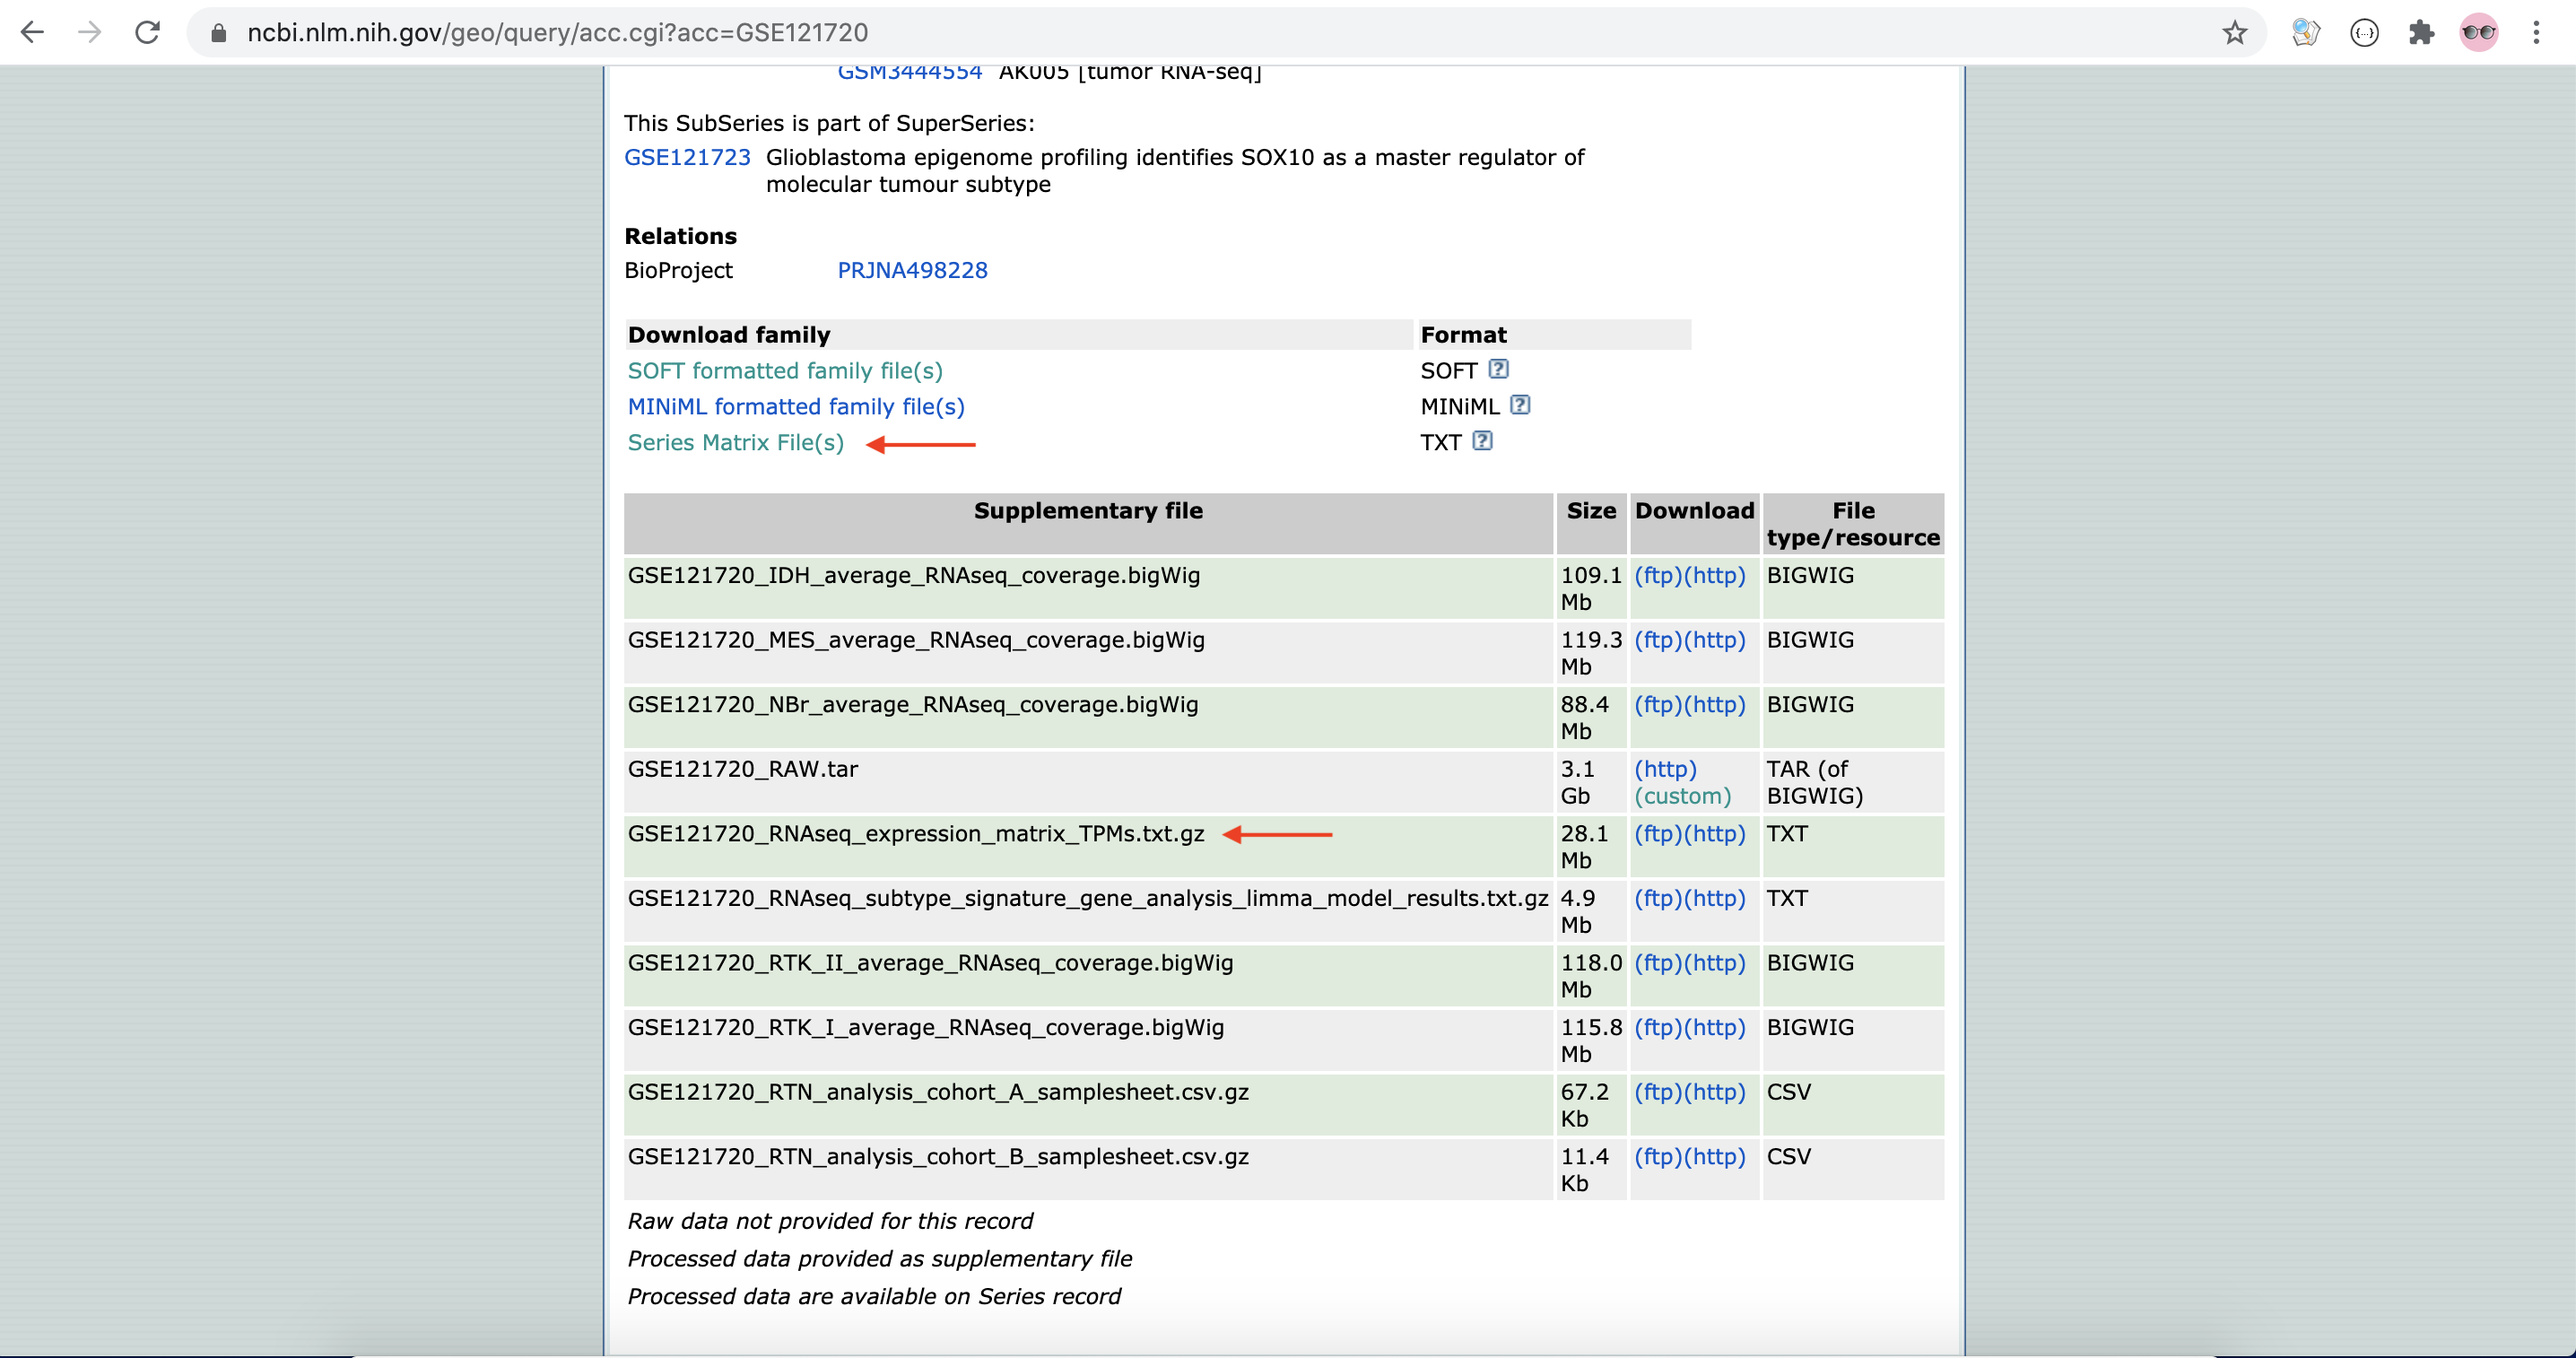 ncbi.nlm.nih.gov/geo/query/acc.cgi?acc=GSE121720
GSM3444554 AK005 [tumor RNA-seq]
This SubSeries is part of SuperSeries:
GSE121723 Glioblastoma epigenome profiling identifies SOX10 as a master regulator of
molecular tumour subtype
Relations
BioProject PRJNA498228
Download family Format
SOFT formatted family file(s) SOFT ?
MINiML formatted family file(s) MINiML ?
Series Matrix File(s) TXT ?
Supplementary file Size Download File
type/resource
GSE121720_IDH_average_RNAseq_coverage.bigWig 109.1 (ftp)(http) BIGWIG
Mb
GSE121720_MES_average_RNAseq_coverage.bigWig 119.3 (ftp)(http) BIGWIG
Mb
GSE121720_NBr_average_RNAseq_coverage.bigWig 88.4 (ftp)(http) BIGWIG
Mb
GSE121720_RAW.tar 3.1 (http) TAR (of
Gb (custom) BIGWIG)
GSE121720_RNAseq_expression_matrix_TPMs.txt.gz 28.1 (ftp)(http) TXT
Mb
GSE121720_RNAseq_subtype_signature_gene_analysis_limma_model_results.txt.gz 4.9 (ftp)(http) TXT
Mb
GSE121720_RTK_II_average_RNAseq_coverage.bigWig 118.0 (ftp)(http) BIGWIG
Mb
GSE121720_RTK_I_average_RNAseq_coverage.bigWig 115.8 (ftp)(http) BIGWIG
Mb
GSE121720_RTN_analysis_cohort_A_samplesheet.csv.gz 67.2 (ftp)(http) CSV
Kb
GSE121720_RTN_analysis_cohort_B_samplesheet.csv.gz 11.4 (ftp)(http) CSV
Kb
Raw data not provided for this record
Processed data provided as supplementary file
Processed data are available on Series record